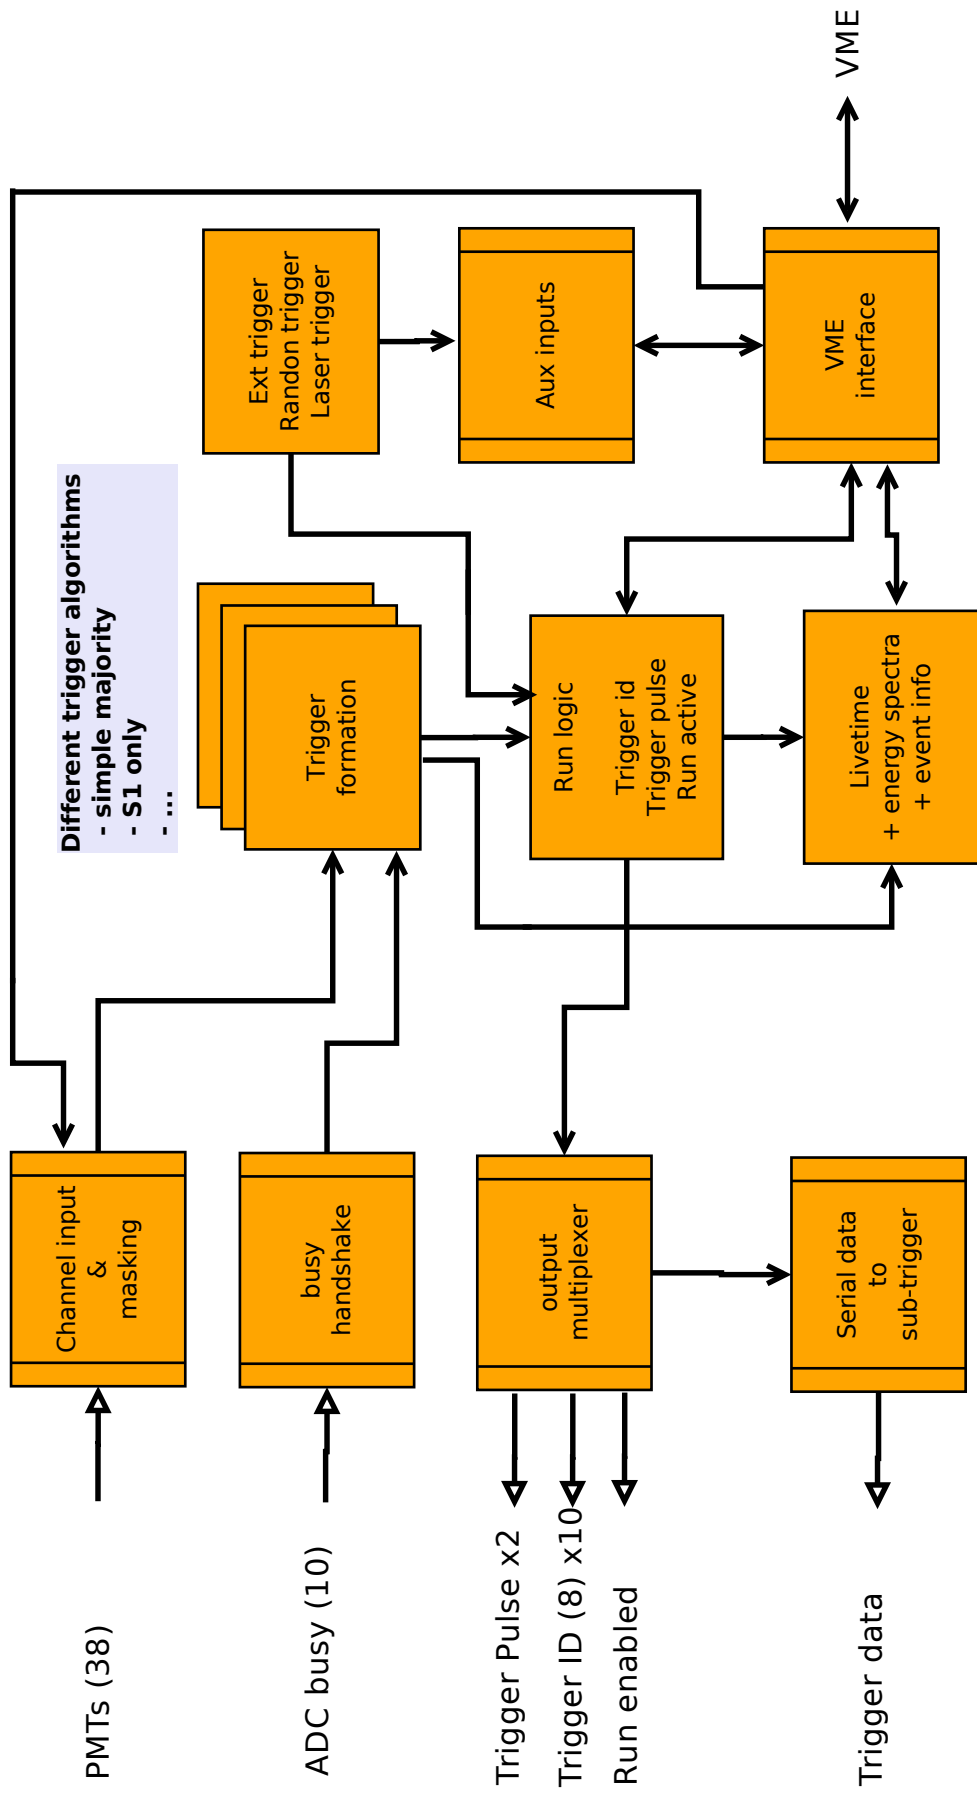 PMTs (38)
Channel input
&
masking
Different trigger algorithms
- simple majority
- S1 only
- ...
ADC busy (10)
busy
handshake
Trigger
formation
Ext trigger
Randon trigger
Laser trigger
Trigger Pulse x2
Trigger ID (8) x10
Run enabled
output
multiplexer
Run logic
Trigger id
Trigger pulse
Run active
Aux inputs
Trigger data
Serial data
to
sub-trigger
Livetime
+ energy spectra
+ event info
VME
interface
VME